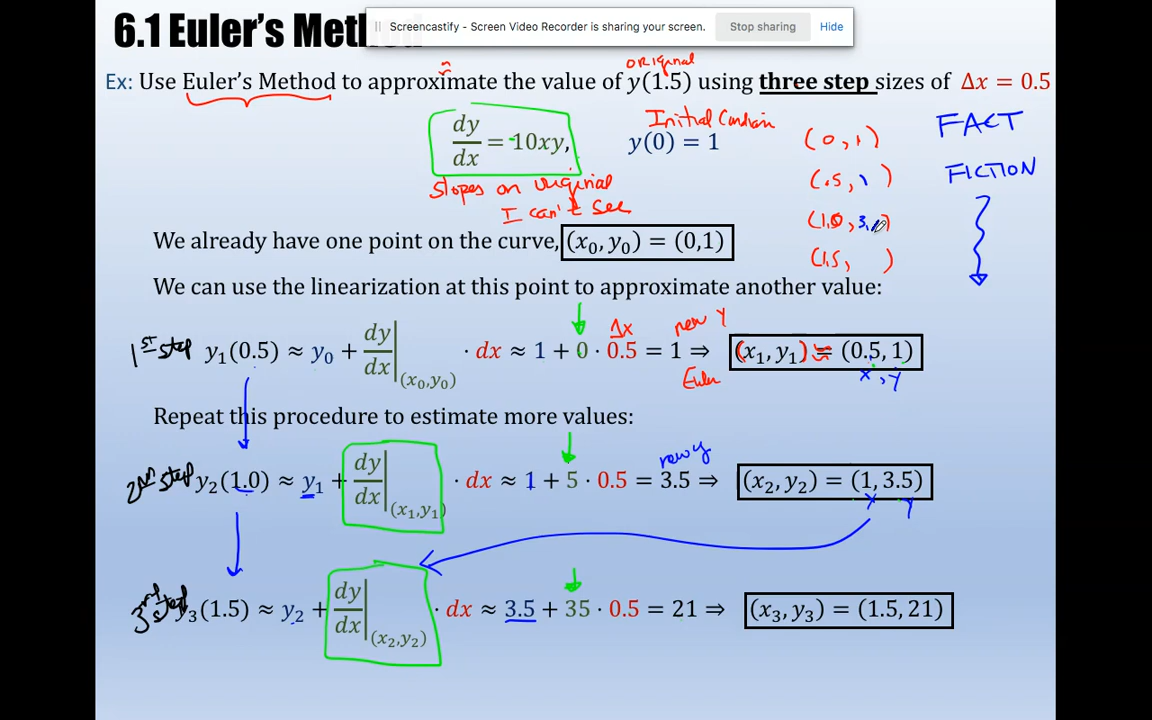 6.1 Euler's Met
Screencastify - Screen Video Recorder is sharing your screen. Stop sharing Hide
original
Ex: Use Euler's Method to approximate the value of y(1.5) using three step sizes of Δx = 0.5
dy/dx = 10xy, y(0) = 1
Initial Condition
slopes on original
I can't see
(0, 1)
(.5, 1)
(1.0, 3.
(1.5, )
FACT
FICTION
We already have one point on the curve, (x₀, y₀) = (0,1)
We can use the linearization at this point to approximate another value:
Δx new y
1st step y₁(0.5) ≈ y₀ + dy/dx|(x₀,y₀) · dx ≈ 1 + 0 · 0.5 = 1 ⇒ (x₁, y₁) = (0.5, 1)
Euler x, y
Repeat this procedure to estimate more values:
new y
2nd step y₂(1.0) ≈ y₁ + dy/dx|(x₁,y₁) · dx ≈ 1 + 5 · 0.5 = 3.5 ⇒ (x₂, y₂) = (1, 3.5)
x y
3rd step y₃(1.5) ≈ y₂ + dy/dx|(x₂,y₂) · dx ≈ 3.5 + 35 · 0.5 = 21 ⇒ (x₃, y₃) = (1.5, 21)